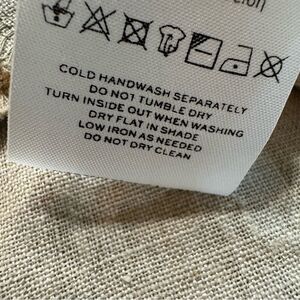 COLD HANDWASH SEPARATELY
DO NOT TUMBLE DRY
TURN INSIDE OUT WHEN WASHING
DRY FLAT IN SHADE
LOW IRON AS NEEDED
DO NOT DRY CLEAN